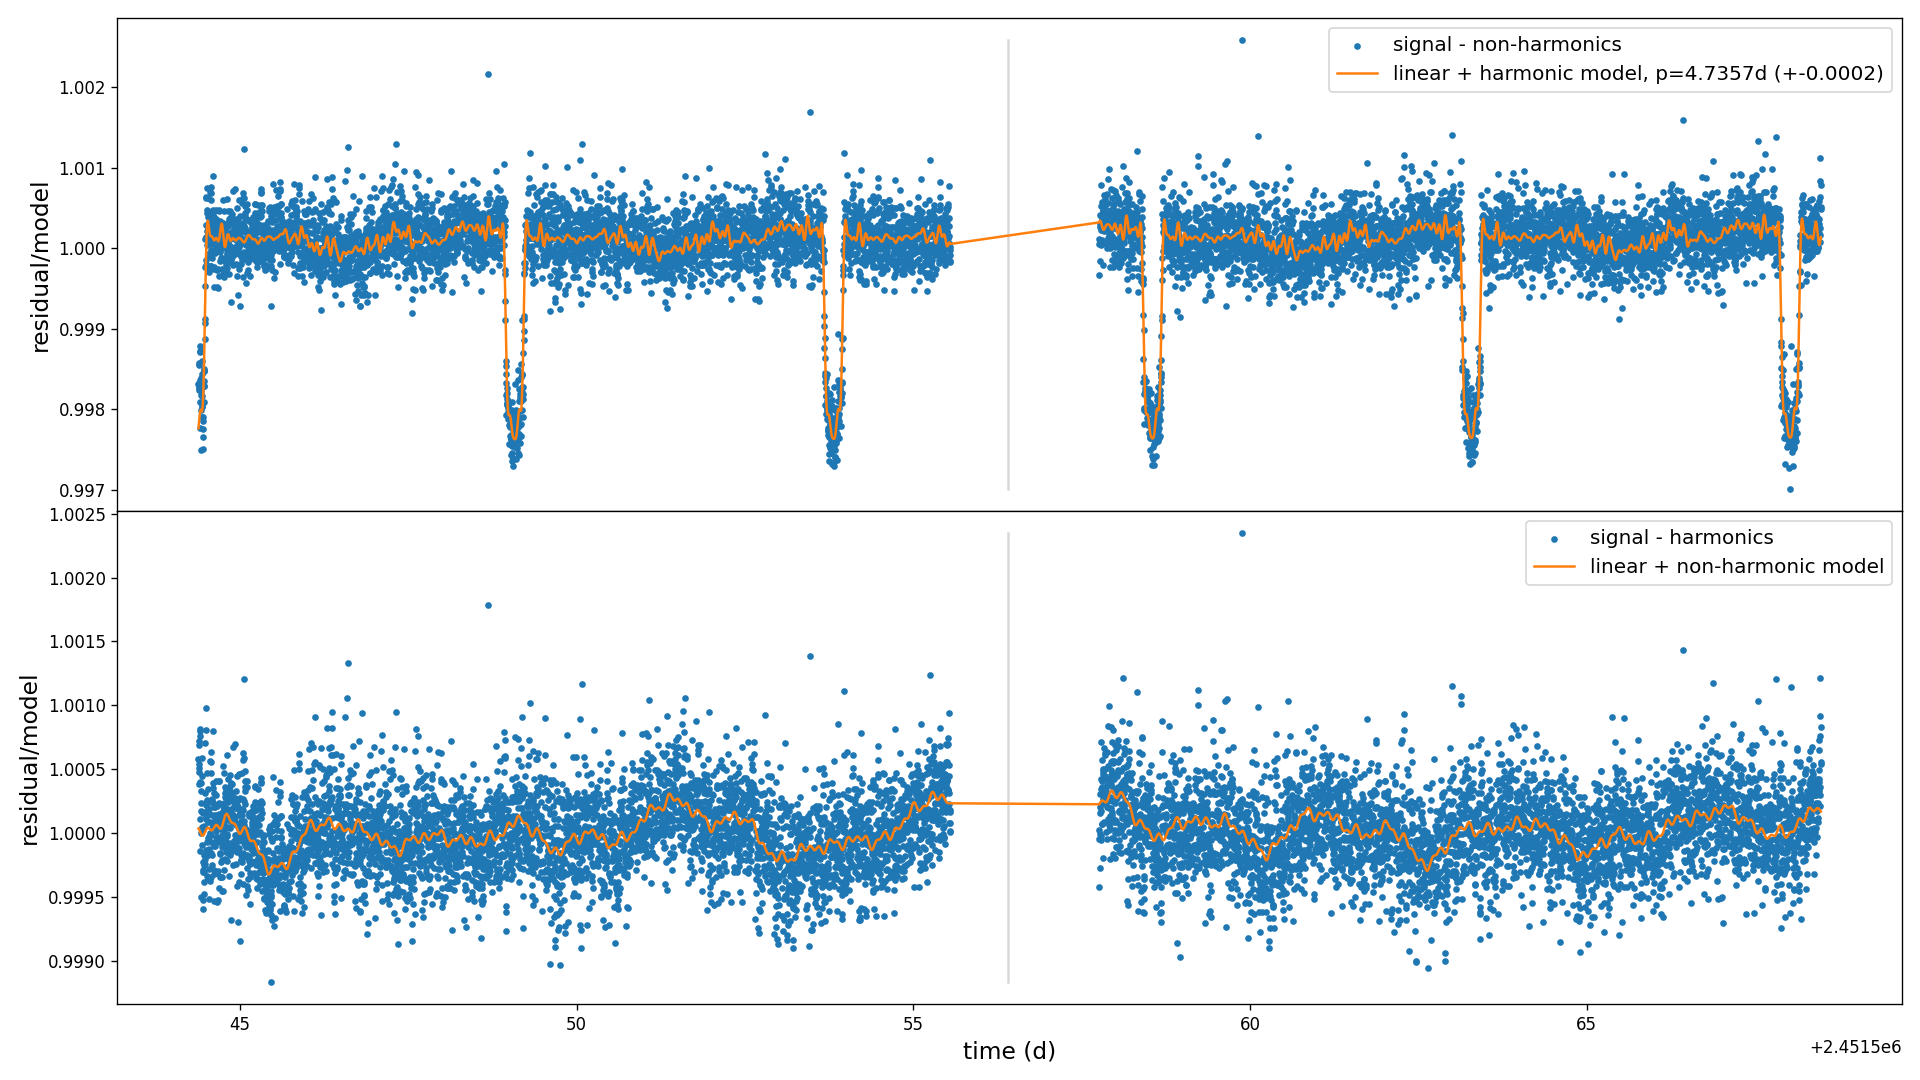 signal - non-harmonics
linear + harmonic model, p=4.7357d (+-0.0002)
residual/model
1.002
1.001
1.000
0.999
0.998
0.997
signal - harmonics
linear + non-harmonic model
residual/model
1.0025
1.0020
1.0015
1.0010
1.0005
1.0000
0.9995
0.9990
45
50
55
60
65
time (d)
+2.4515e6